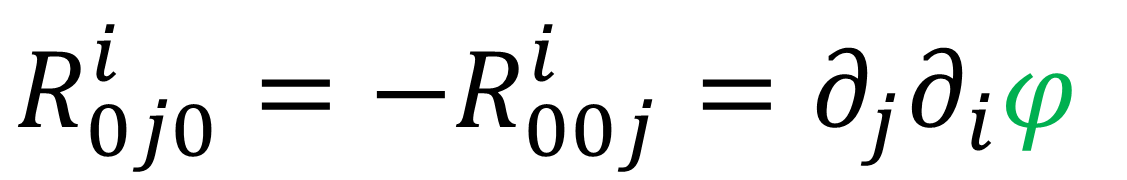 R^i_{0j0} = −R^i_{00j} = ∂_j∂_iφ